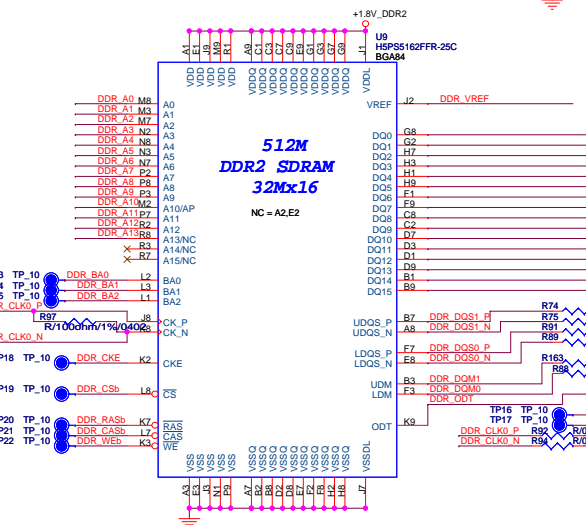 +1.8V_DDR2
U9
H5PS5162FFR-25C
BGA84
A1 E1 J9 M9 R1 A9 C1 C3 C7 C9 E9 G1 G3 G7 G9 J1
VDD VDD VDD VDD VDD VDDQ VDDQ VDDQ VDDQ VDDQ VDDQ VDDQ VDDQ VDDQ VDDQ VDDL
512M
DDR2 SDRAM
32Mx16
NC = A2,E2
DDR_A0 M8 A0
DDR_A1 M3 A1
DDR_A2 M7 A2
DDR_A3 N2 A3
DDR_A4 N8 A4
DDR_A5 N3 A5
DDR_A6 N7 A6
DDR_A7 P2 A7
DDR_A8 P8 A8
DDR_A9 P3 A9
DDR_A10 M2 A10/AP
DDR_A11 P7 A11
DDR_A12 R2 A12
DDR_A13 R8 A13/NC
R3 A14/NC
R7 A15/NC
3 TP_10 DDR_BA0 L2 BA0
4 TP_10 DDR_BA1 L3 BA1
5 TP_10 DDR_BA2 L1 BA2
R_CLK0_P J8 CK_P
R97
R/100ohm/1%/0402
R_CLK0_N K8 CK_N
P18 TP_10 DDR_CKE K2 CKE
P19 TP_10 DDR_CSb L8 CS
P20 TP_10 DDR_RASb K7 RAS
P21 TP_10 DDR_CASb L7 CAS
P22 TP_10 DDR_WEb K3 WE
VREF J2 DDR_VREF
DQ0 G8
DQ1 G2
DQ2 H7
DQ3 H3
DQ4 H1
DQ5 H9
DQ6 F1
DQ7 F9
DQ8 C8
DQ9 C2
DQ10 D7
DQ11 D3
DQ12 D1
DQ13 D9
DQ14 B1
DQ15 B9
UDQS_P B7 DDR_DQS1_P R74
UDQS_N A8 DDR_DQS1_N R75
R91
R89
LDQS_P F7 DDR_DQS0_P
LDQS_N E8 DDR_DQS0_N
R163
R88
UDM B3 DDR_DQM1
LDM F3 DDR_DQM0
DDR_ODT
ODT K9
TP16 TP_10
TP17 TP_10
DDR_CLK0_P R92 R/0
DDR_CLK0_N R94 R/0
VSS VSS VSS VSS VSS VSSQ VSSQ VSSQ VSSQ VSSQ VSSQ VSSQ VSSQ VSSQ VSSQ VSSDL
A3 E3 J3 N1 P9 A7 B2 B8 D2 D8 E7 F2 F8 H2 H8 J7